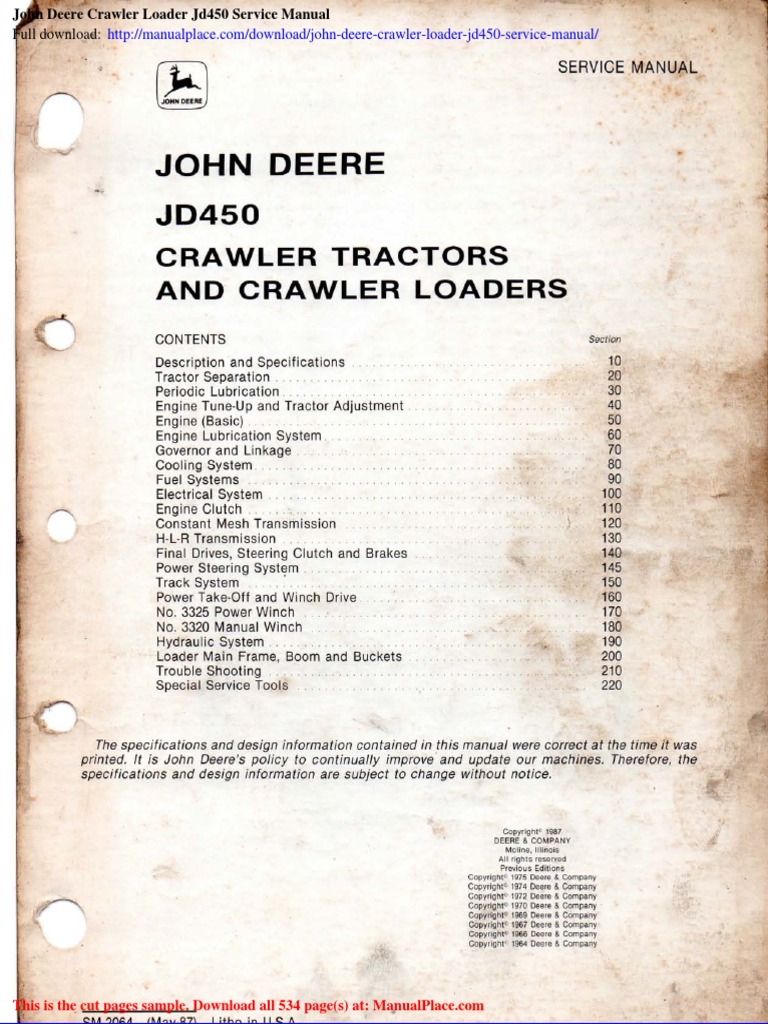 John Deere Crawler Loader Jd450 Service Manual
Full download: http://manualplace.com/download/john-deere-crawler-loader-jd450-service-manual/
SERVICE MANUAL
JOHN DEERE
JOHN DEERE
JD450
CRAWLER TRACTORS
AND CRAWLER LOADERS
CONTENTS Section
Description and Specifications 10
Tractor Separation 20
Periodic Lubrication 30
Engine Tune-Up and Tractor Adjustment 40
Engine (Basic) 50
Engine Lubrication System 60
Governor and Linkage 70
Cooling System 80
Fuel Systems 90
Electrical System 100
Engine Clutch 110
Constant Mesh Transmission 120
H-L-R Transmission 130
Final Drives, Steering Clutch and Brakes 140
Power Steering System 145
Track System 150
Power Take-Off and Winch Drive 160
No. 3325 Power Winch 170
No. 3320 Manual Winch 180
Hydraulic System 190
Loader Main Frame, Boom and Buckets 200
Trouble Shooting 210
Special Service Tools 220
The specifications and design information contained in this manual were correct at the time it was
printed. It is John Deere's policy to continually improve and update our machines. Therefore, the
specifications and design information are subject to change without notice.
Copyright© 1987
DEERE & COMPANY
Moline, Illinois
All rights reserved
Previous Editions
Copyright© 1975 Deere & Company
Copyright© 1974 Deere & Company
Copyright© 1972 Deere & Company
Copyright© 1970 Deere & Company
Copyright© 1969 Deere & Company
Copyright© 1967 Deere & Company
Copyright© 1966 Deere & Company
Copyright© 1964 Deere & Company
This is the cut pages sample. Download all 534 page(s) at: ManualPlace.com
SM-2064 (May-87) Litho in U.S.A.